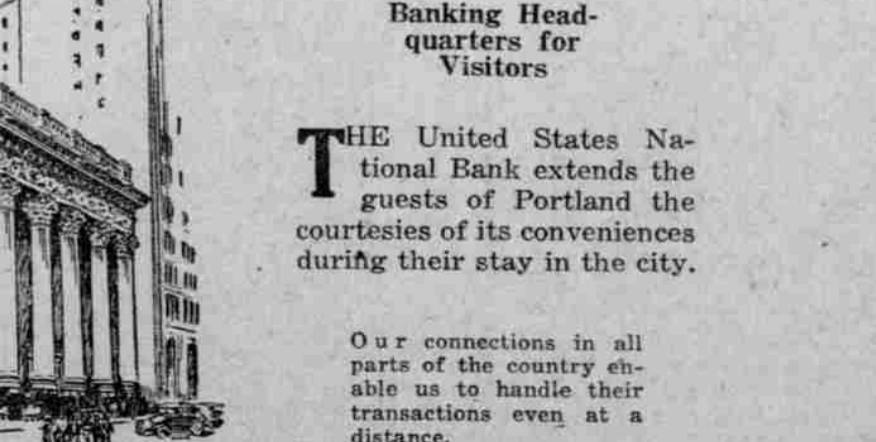 Banking Head-
quarters for
Visitors
THE United States Na-
tional Bank extends the
guests of Portland the
courtesies of its conveniences
during their stay in the city.
Our connections in all
parts of the country en-
able us to handle their
transactions even at a
distance.